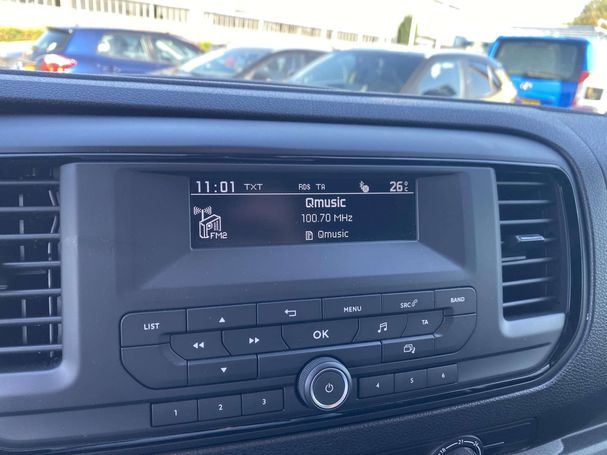 11:01 TXT RDS TA 26°C
Qmusic
100.70 MHz
FM2
Qmusic
LIST
MENU
SRC
BAND
OK
TA
1 2 3 4 5 6